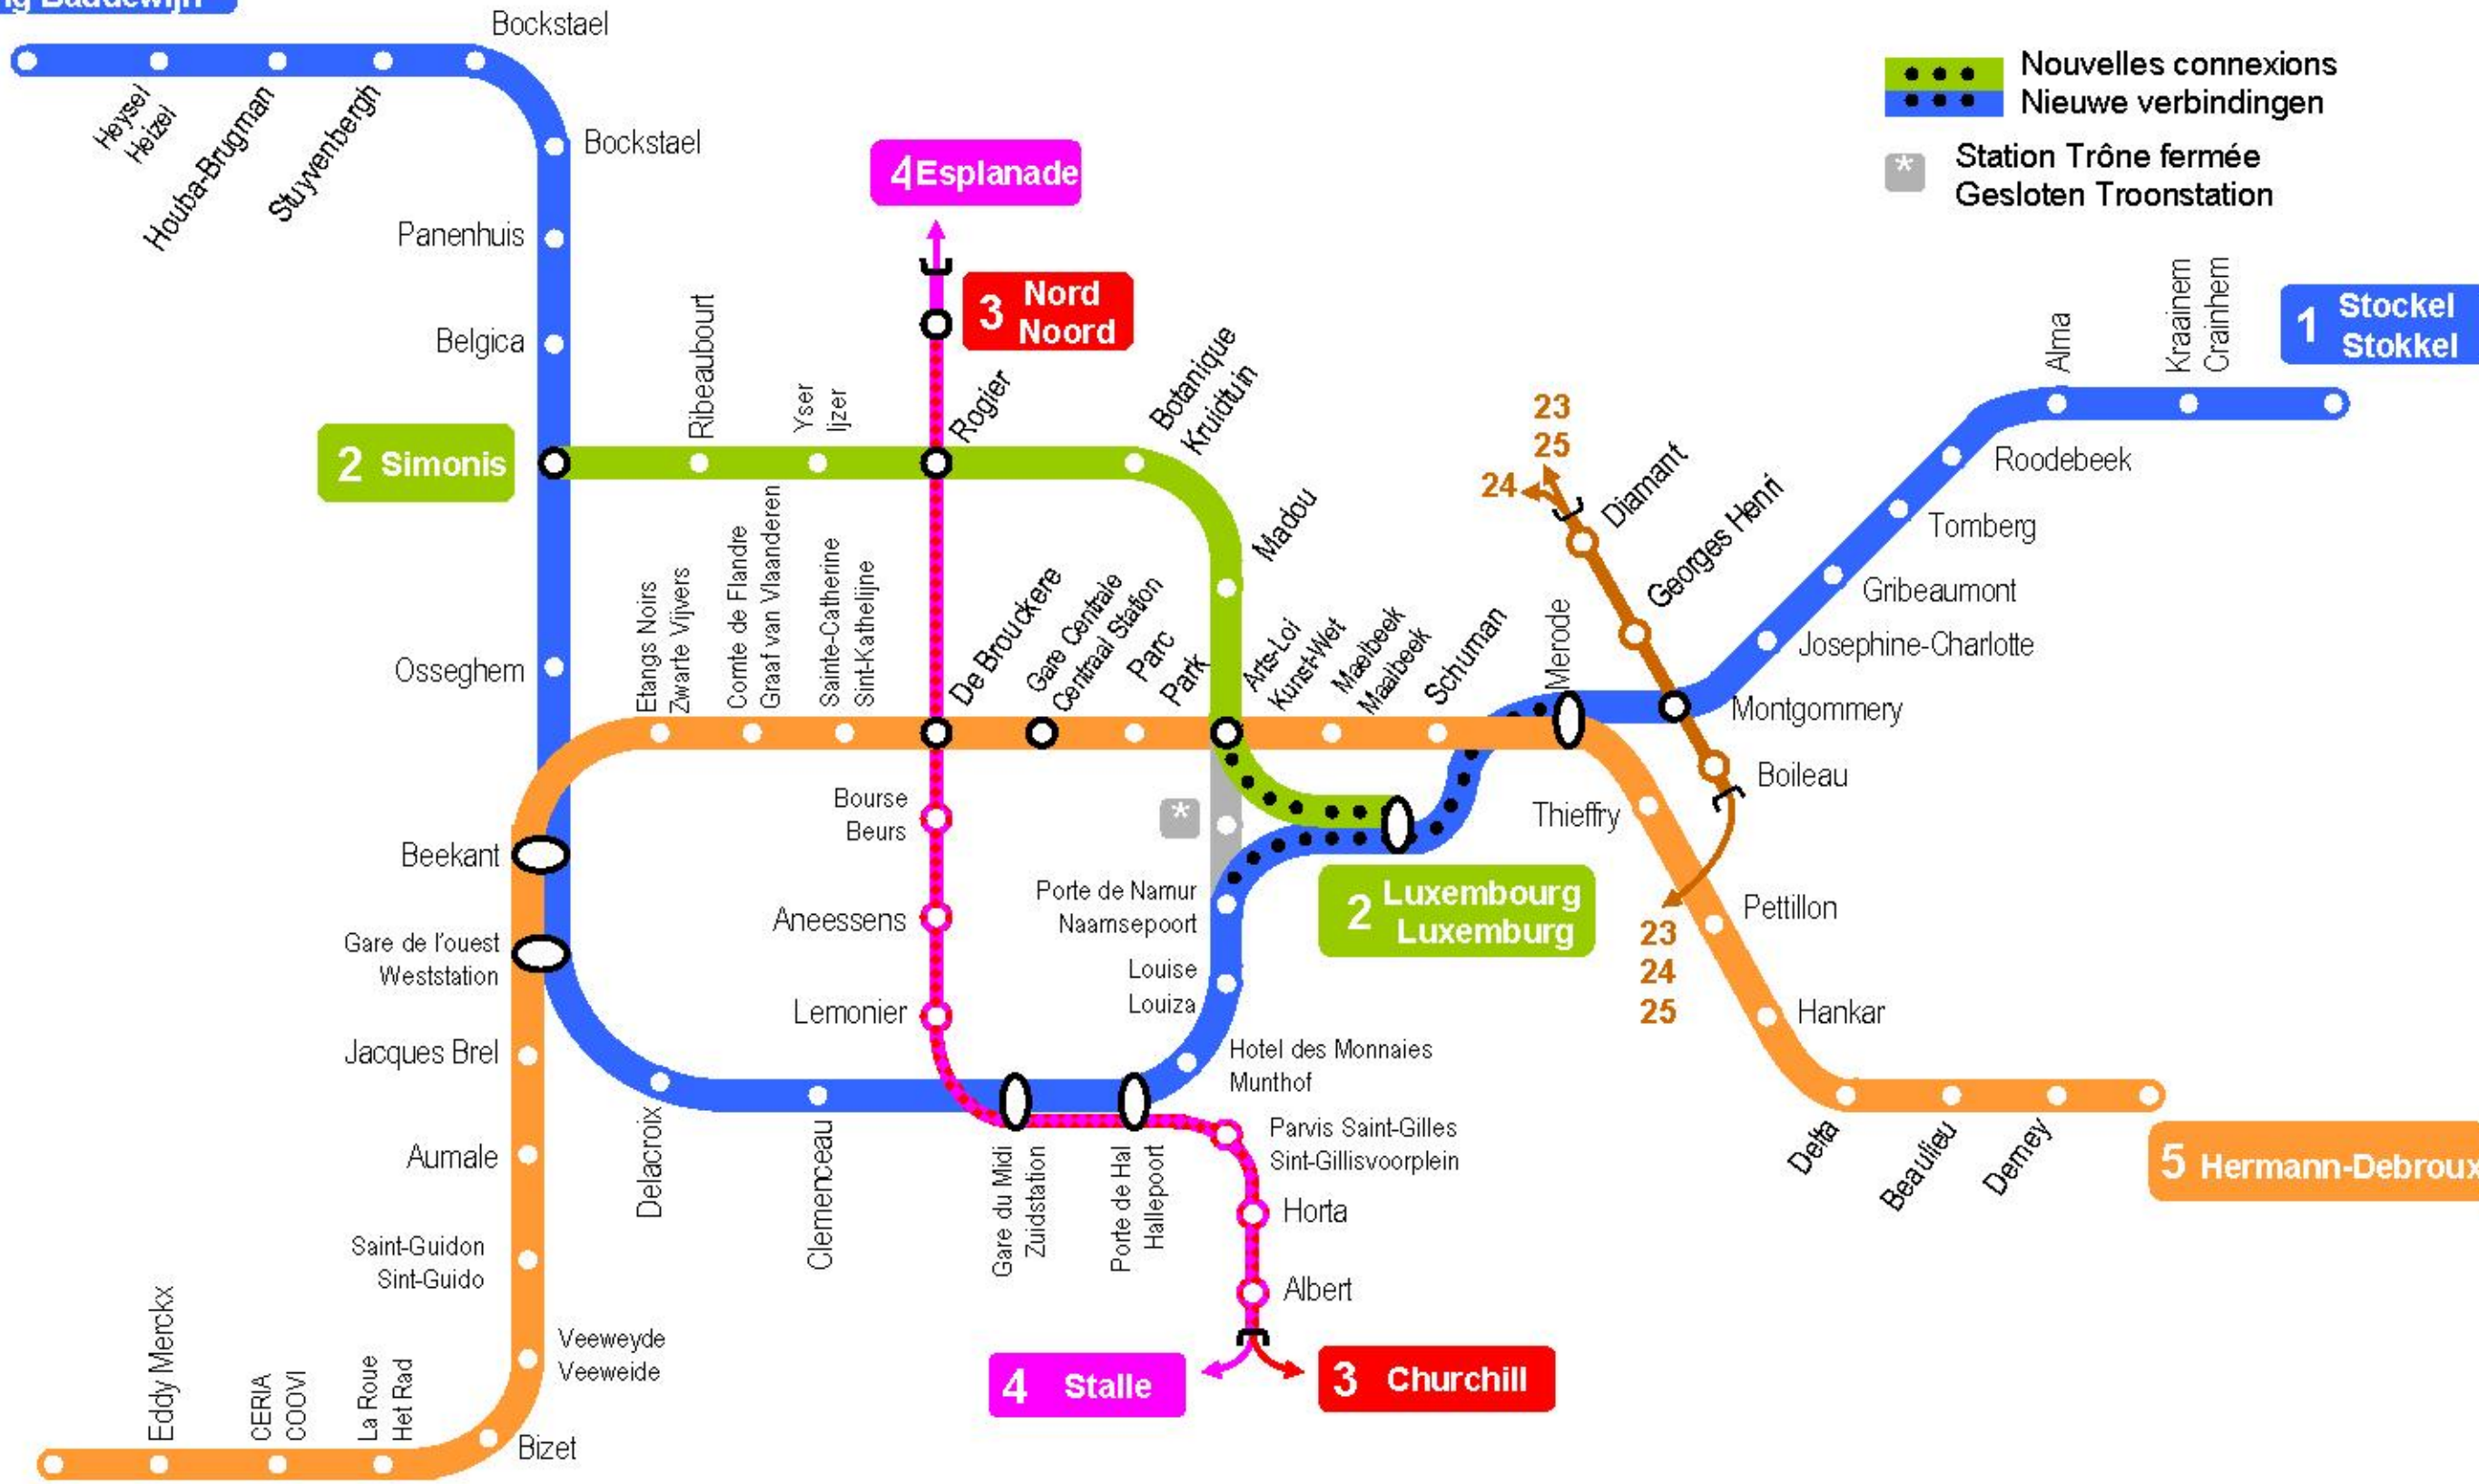 Bockstael
Heysel
Heizel
Houba-Brugman
Stuyvenbergh
Nouvelles connexions
Nieuwe verbindingen
*
Station Trône fermée
Gesloten Troonstation
Bockstael
4 Esplanade
Panenhuis
3 Nord
Noord
Belgica
Ribeaubourt
Yser
Ijzer
Rogier
Botanique
Kruidtuin
Alma
Kraainem
Crainhem
1 Stockel
Stokkel
2 Simonis
23
25
24
Diamant
Georges Henri
Roodebeek
Tomberg
Gribeaumont
Josephine-Charlotte
Montgommery
Boileau
Madou
Osseghem
Etangs Noirs
Zwarte Vijvers
Comte de Flandre
Graaf van Vlaanderen
Sainte-Catherine
Sint-Kathelijne
De Brouckere
Gare Centrale
Centraal Station
Parc
Park
Arts-Loi
Kunst-Wet
Maelbeek
Maalbeek
Schuman
Merode
Bourse
Beurs
*
Thieffry
Beekant
Porte de Namur
Naamsepoort
2 Luxembourg
Luxemburg
Pettillon
23
24
25
Aneessens
Gare de l'ouest
Weststation
Louise
Louiza
Lemonier
Hankar
Jacques Brel
Hotel des Monnaies
Munthof
Delacroix
Clemenceau
Gare du Midi
Zuidstation
Porte de Hal
Hallepoort
Parvis Saint-Gilles
Sint-Gillisvoorplein
Delta
Beaulieu
Demey
5 Hermann-Debroux
Aumale
Horta
Saint-Guidon
Sint-Guido
Albert
Veeweyde
Veeweide
4 Stalle
3 Churchill
Eddy Merckx
CERIA
COOVI
La Roue
Het Rad
Bizet